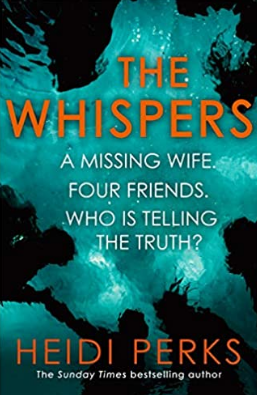 THE
WHISPERS
A MISSING WIFE.
FOUR FRIENDS.
WHO IS TELLING
THE TRUTH?
HEIDI PERKS
The Sunday Times bestselling author